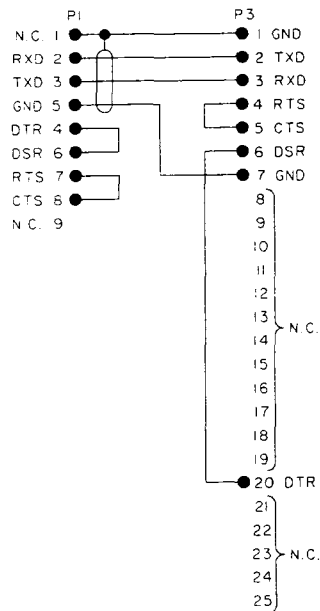 P1 P3
N.C. 1 1 GND
RXD 2 2 TXD
TXD 3 3 RXD
GND 5 4 RTS
DTR 4 5 CTS
DSR 6 6 DSR
RTS 7 7 GND
CTS 8 8
N.C. 9 9
10
11
12
13
N.C.
14
15
16
17
18
19
20 DTR
21
22
23 N.C.
24
25